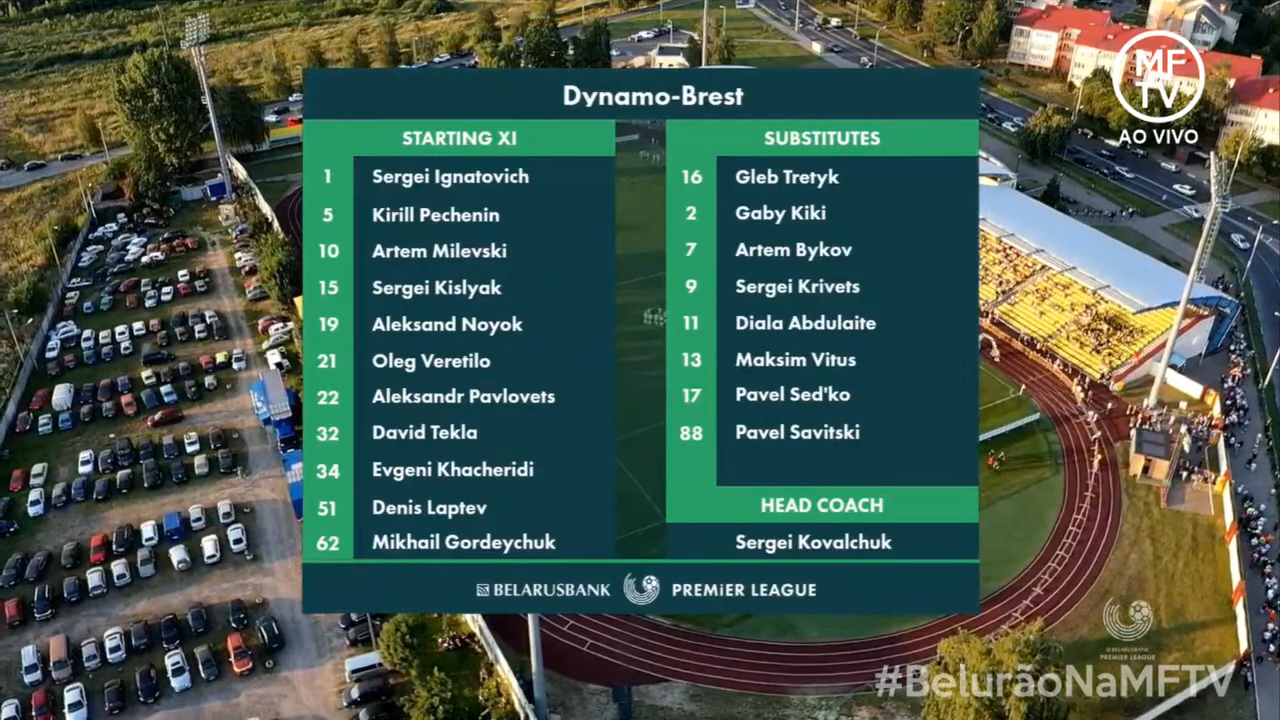 MF
TV
AO VIVO
Dynamo-Brest
STARTING XI
1 Sergei Ignatovich
5 Kirill Pechenin
10 Artem Milevski
15 Sergei Kislyak
19 Aleksand Noyok
21 Oleg Veretilo
22 Aleksandr Pavlovets
32 David Tekla
34 Evgeni Khacheridi
51 Denis Laptev
62 Mikhail Gordeychuk
SUBSTITUTES
16 Gleb Tretyk
2 Gaby Kiki
7 Artem Bykov
9 Sergei Krivets
11 Diala Abdulaite
13 Maksim Vitus
17 Pavel Sed'ko
88 Pavel Savitski
HEAD COACH
Sergei Kovalchuk
BELARUSBANK PREMiER LEAGUE
BELARUSBANK
PREMIER LEAGUE
#BelurãoNaMFTV